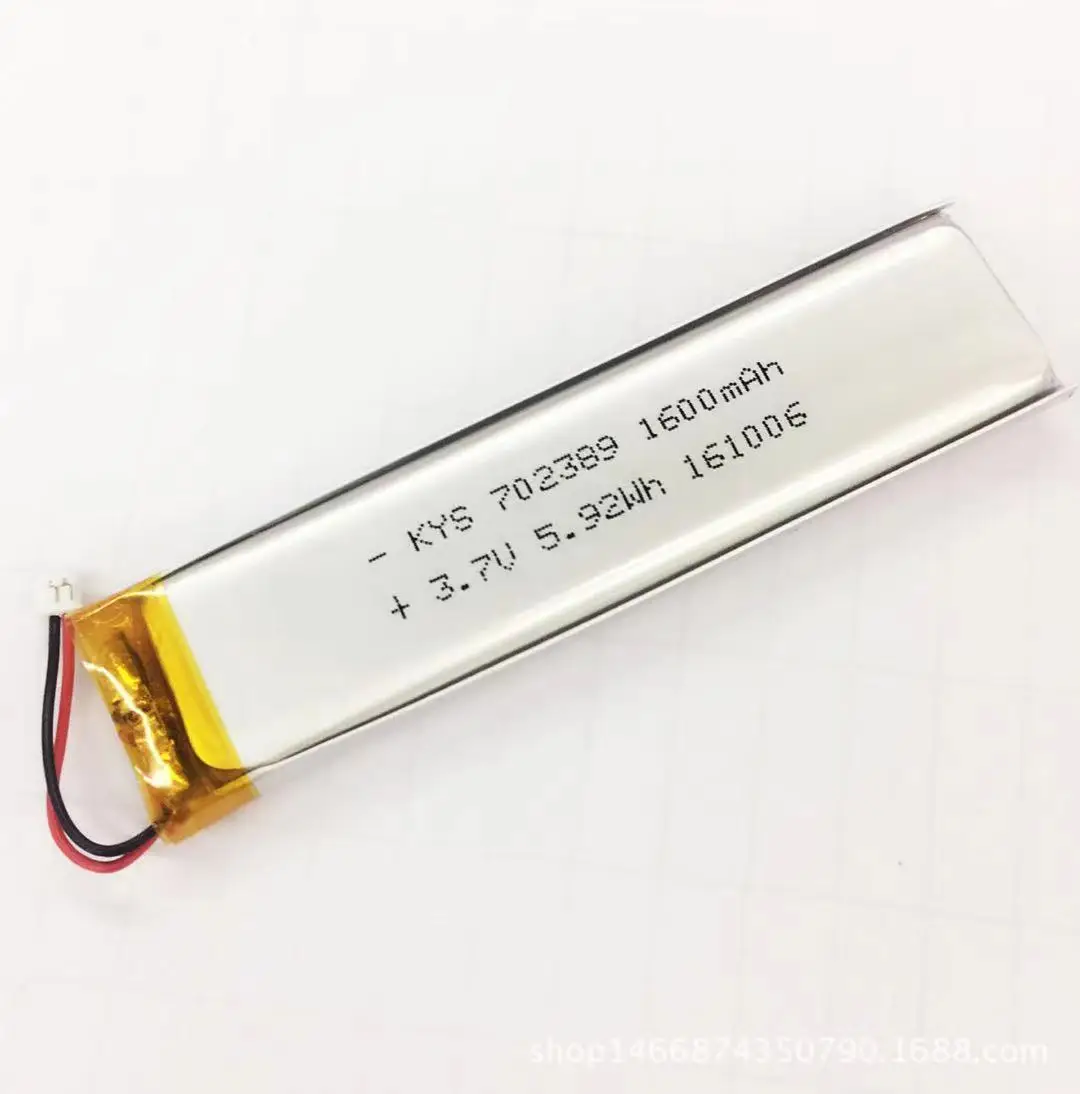 - KYS 702389 1600mAh
+ 3.7V 5.92Wh 161006
shop1466874350790.1688.com